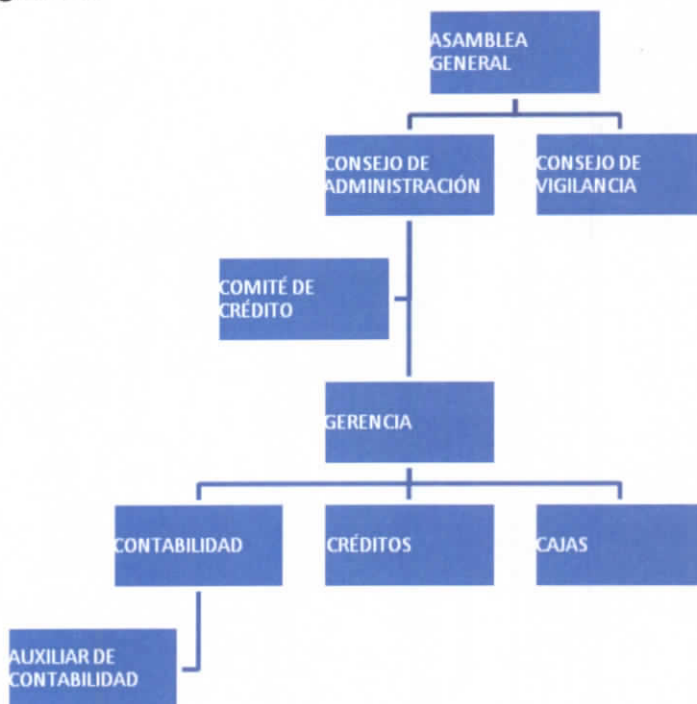 ASAMBLEA
GENERAL
CONSEJO DE
ADMINISTRACIÓN
CONSEJO DE
VIGILANCIA
COMITÉ DE
CRÉDITO
GERENCIA
CONTABILIDAD
CRÉDITOS
CAJAS
AUXILIAR DE
CONTABILIDAD